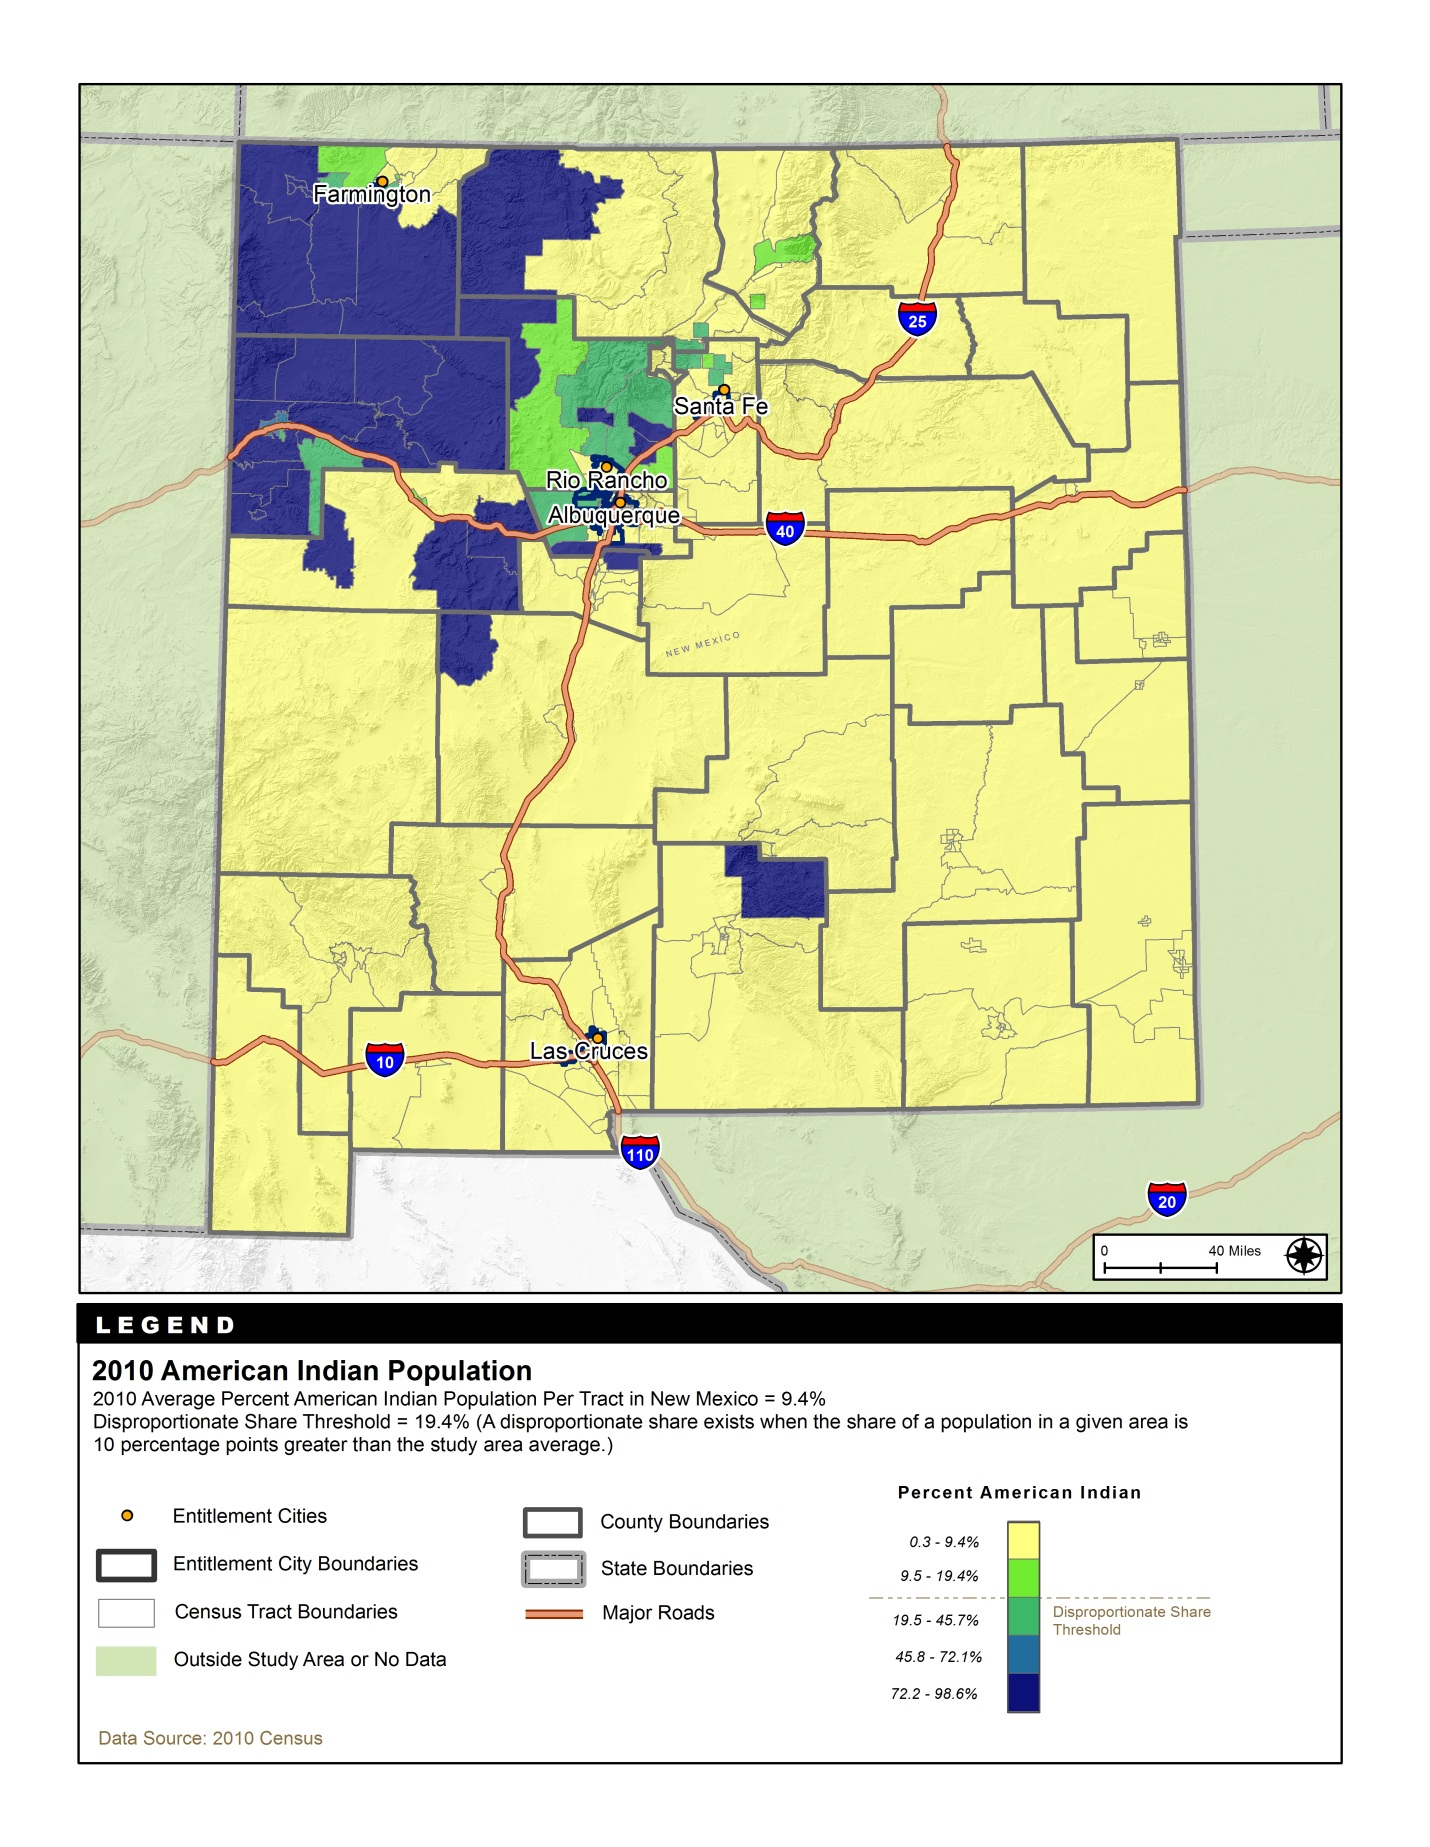 Farmington
25
Santa Fe
Rio Rancho
Albuquerque
40
NEW MEXICO
Las Cruces
10
110
20
0 40 Miles
LEGEND
2010 American Indian Population
2010 Average Percent American Indian Population Per Tract in New Mexico = 9.4%
Disproportionate Share Threshold = 19.4% (A disproportionate share exists when the share of a population in a given area is
10 percentage points greater than the study area average.)
Entitlement Cities
Entitlement City Boundaries
Census Tract Boundaries
Outside Study Area or No Data
County Boundaries
State Boundaries
Major Roads
Percent American Indian
0.3 - 9.4%
9.5 - 19.4%
19.5 - 45.7%
45.8 - 72.1%
72.2 - 98.6%
Disproportionate Share
Threshold
Data Source: 2010 Census